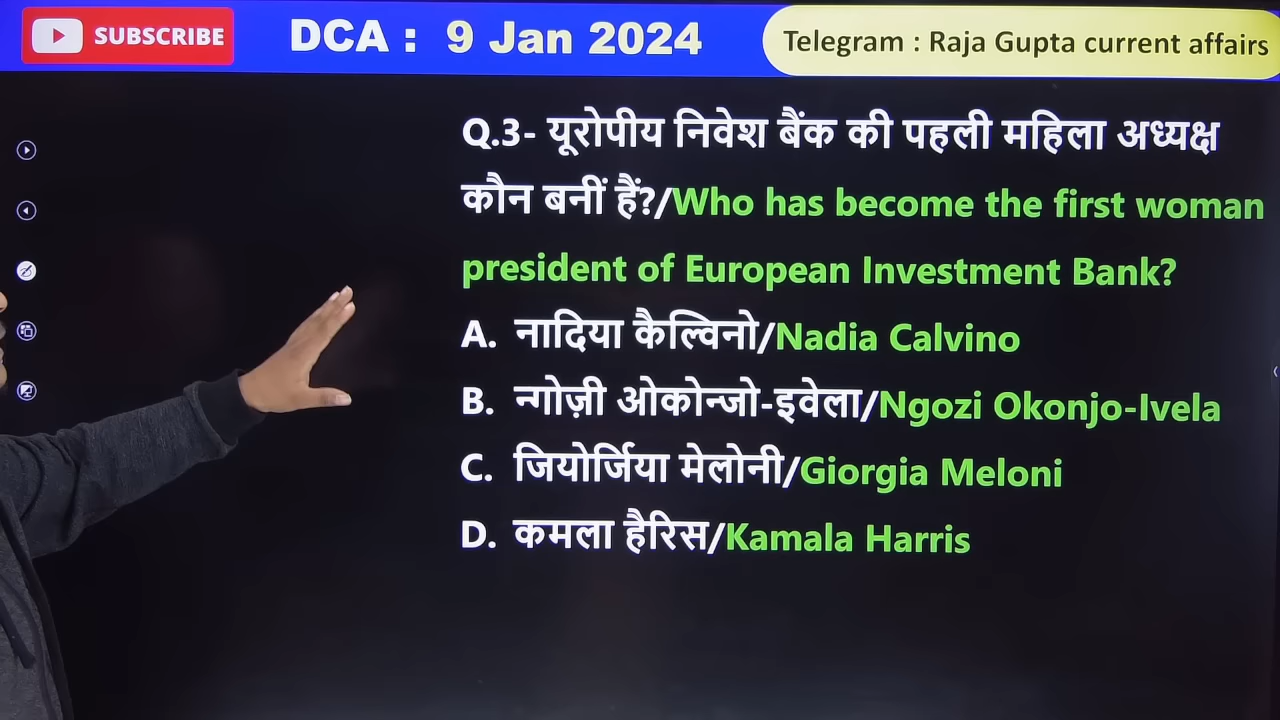 SUBSCRIBE
DCA : 9 Jan 2024
Telegram : Raja Gupta current affairs
Q.3- यूरोपीय निवेश बैंक की पहली महिला अध्यक्ष
कौन बनीं हैं?/Who has become the first woman
president of European Investment Bank?
A. नादिया कैल्विनो/Nadia Calvino
B. न्गोज़ी ओकोन्जो-इवेला/Ngozi Okonjo-Ivela
C. जियोर्जिया मेलोनी/Giorgia Meloni
D. कमला हैरिस/Kamala Harris